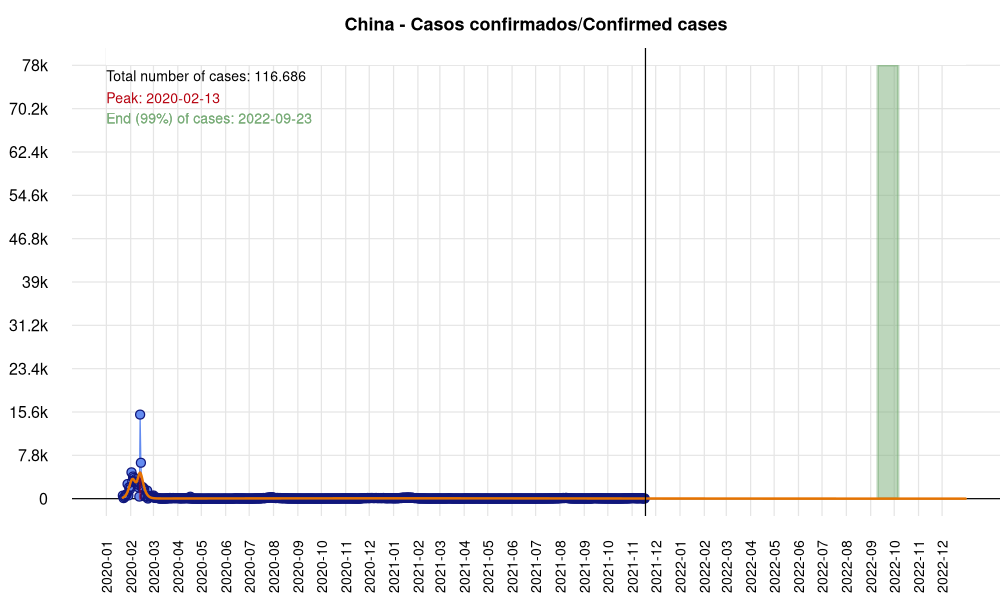 China - Casos confirmados/Confirmed cases
Total number of cases: 116.686
Peak: 2020-02-13
End (99%) of cases: 2022-09-23
78k
70.2k
62.4k
54.6k
46.8k
39k
31.2k
23.4k
15.6k
7.8k
0
2020-01
2020-02
2020-03
2020-04
2020-05
2020-06
2020-07
2020-08
2020-09
2020-10
2020-11
2020-12
2021-01
2021-02
2021-03
2021-04
2021-05
2021-06
2021-07
2021-08
2021-09
2021-10
2021-11
2021-12
2022-01
2022-02
2022-03
2022-04
2022-05
2022-06
2022-07
2022-08
2022-09
2022-10
2022-11
2022-12